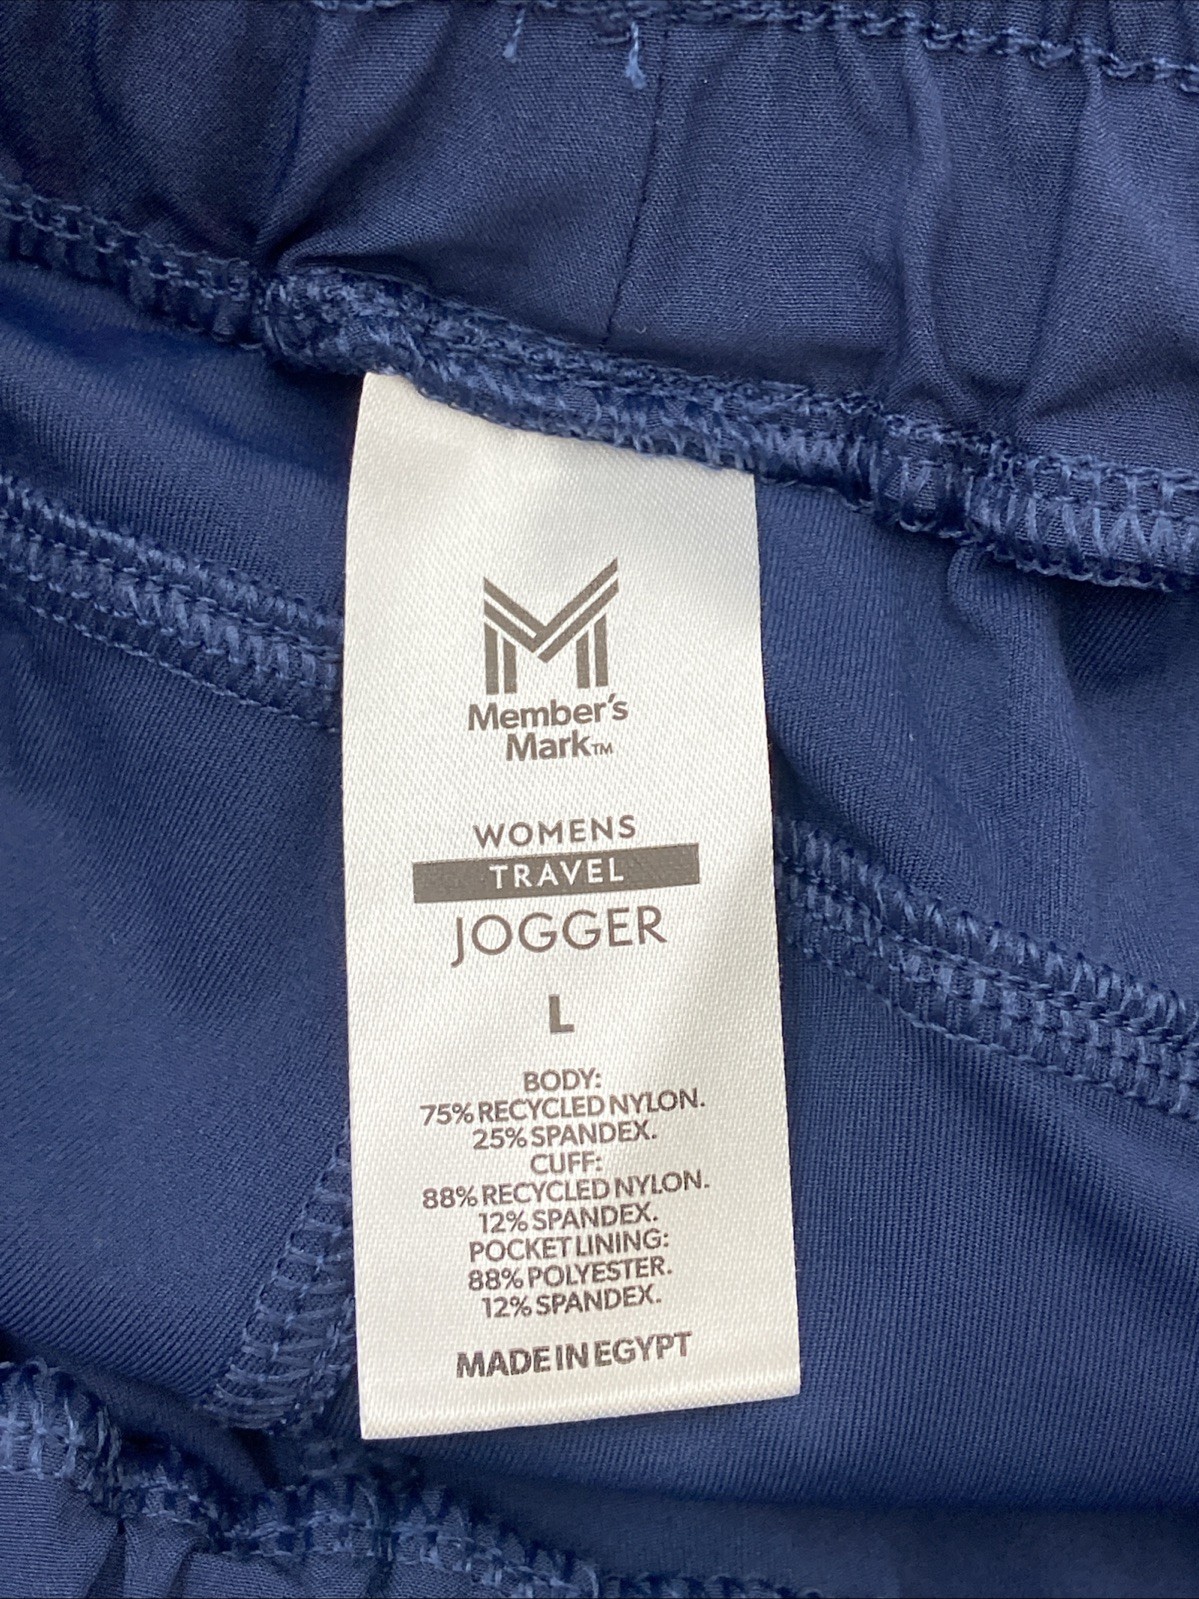 Member's
Mark™
WOMENS
TRAVEL
JOGGER
L
BODY:
75% RECYCLED NYLON.
25% SPANDEX.
CUFF:
88% RECYCLED NYLON.
12% SPANDEX.
POCKET LINING:
88% POLYESTER.
12% SPANDEX.
MADE IN EGYPT